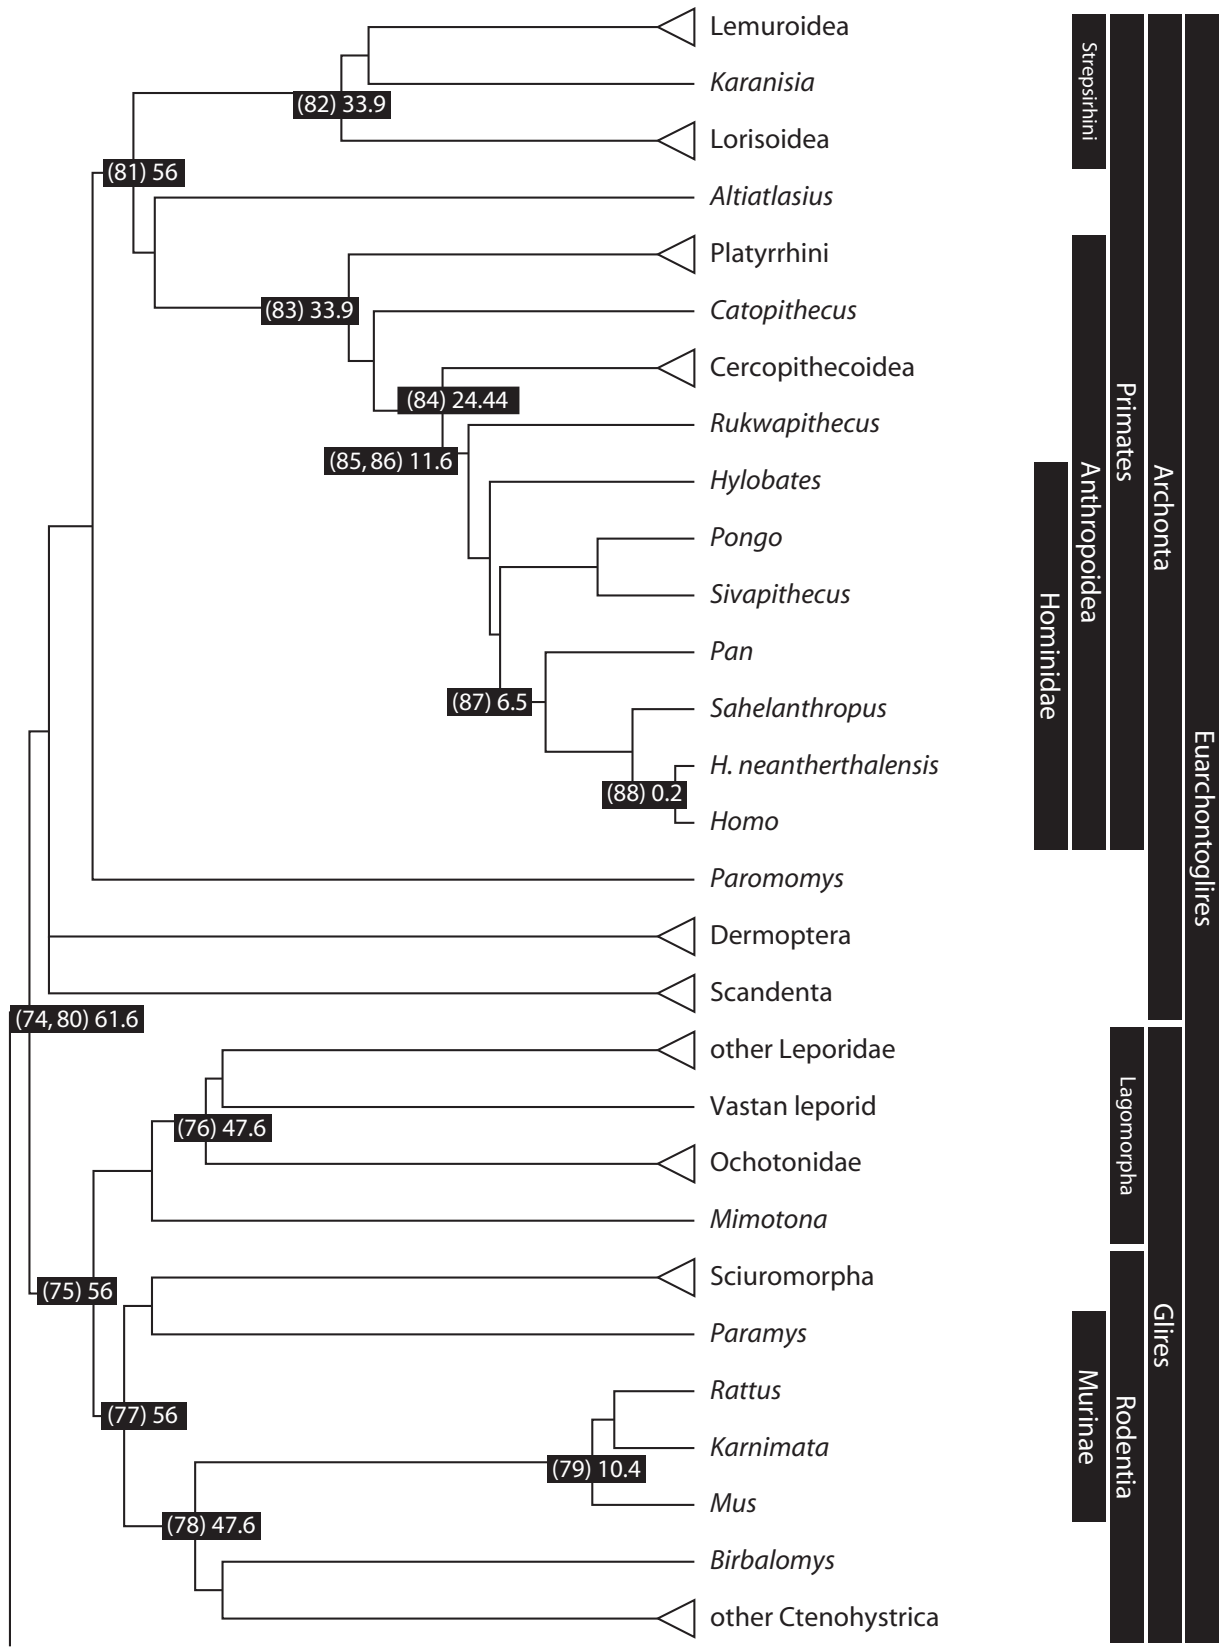 Lemuroidea
Karanisia
(82) 33.9
Lorisoidea
(81) 56
Altiatlasius
Platyrrhini
(83) 33.9
Catopithecus
Cercopithecoidea
(84) 24.44
Rukwapithecus
(85, 86) 11.6
Hylobates
Pongo
Sivapithecus
Pan
(87) 6.5
Sahelanthropus
H. neantherthalensis
(88) 0.2
Homo
Paromomys
Dermoptera
Scandenta
(74, 80) 61.6
other Leporidae
Vastan leporid
(76) 47.6
Ochotonidae
Mimotona
Sciuromorpha
(75) 56
Paramys
Rattus
(77) 56
Karnimata
(79) 10.4
Mus
(78) 47.6
Birbalomys
other Ctenohystrica
Strepsirhini
Hominidae
Anthropoidea
Primates
Archonta
Euarchontoglires
Lagomorpha
Murinae
Rodentia
Glires